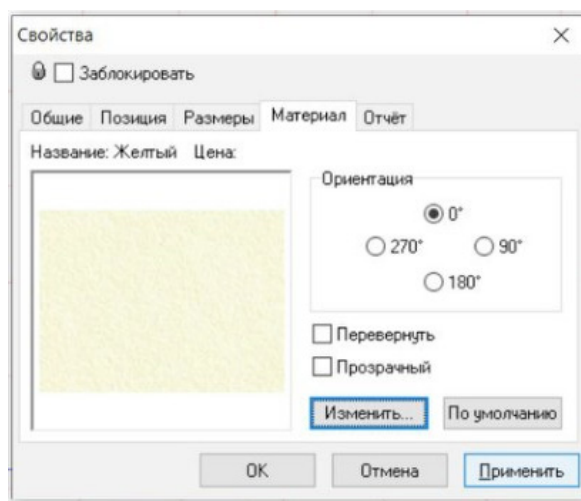 Свойства
Заблокировать
Общие Позиция Размеры Материал Отчёт
Название: Желтый Цена:
Ориентация
0°
270° 90°
180°
Перевернуть
Прозрачный
Изменить... По умолчанию
OK Отмена Применить